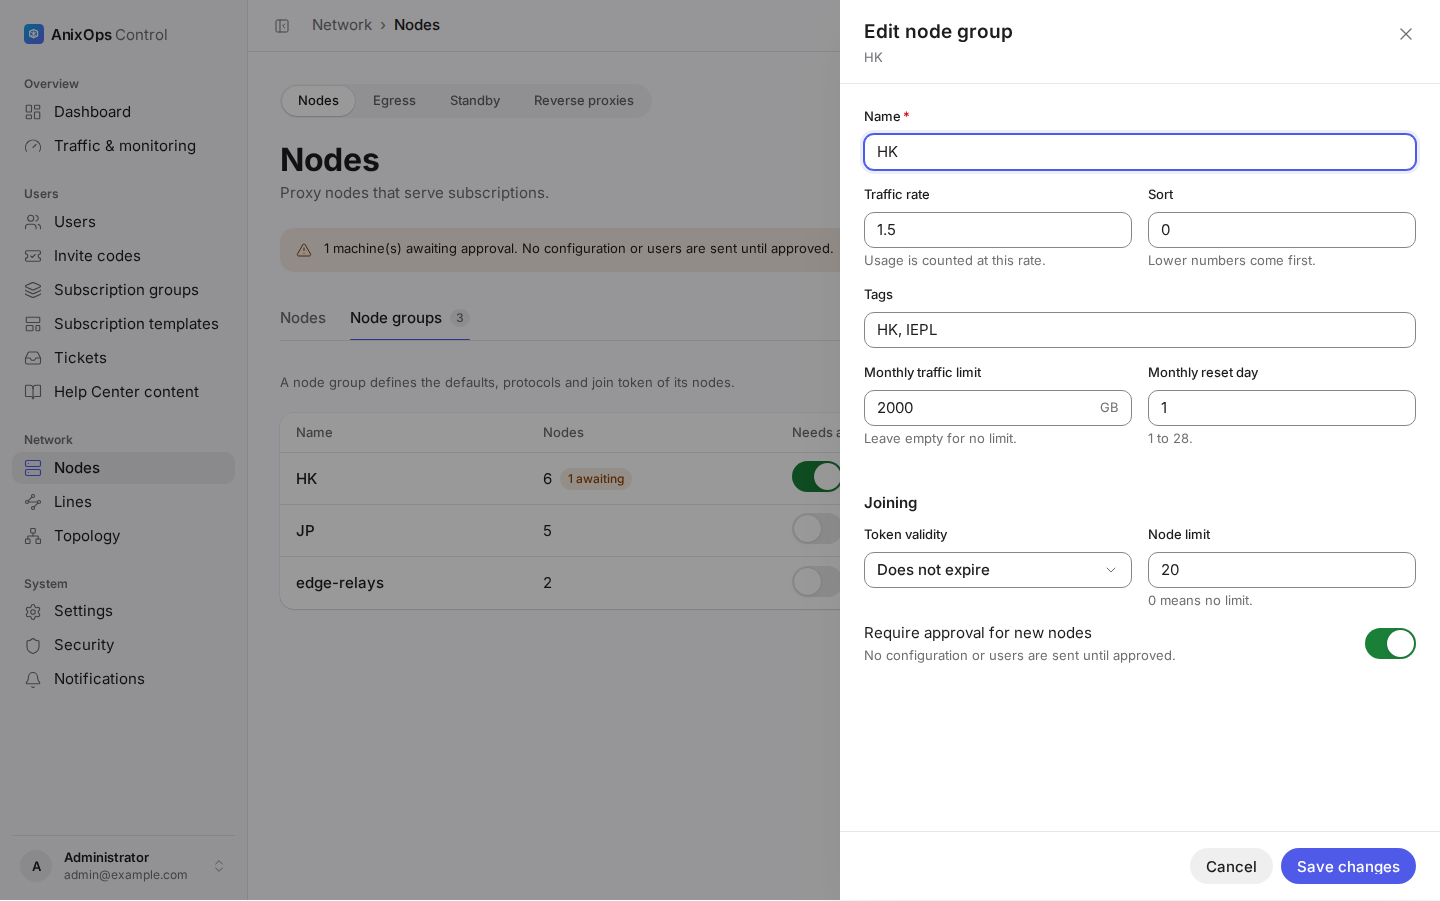 AnixOps Control
Overview
Dashboard
Traffic & monitoring
Users
Users
Invite codes
Subscription groups
Subscription templates
Tickets
Help Center content
Network
Nodes
Lines
Topology
System
Settings
Security
Notifications
A
Administrator
admin@example.com
Network › Nodes
Nodes Egress Standby Reverse proxies
Nodes
Proxy nodes that serve subscriptions.
1 machine(s) awaiting approval. No configuration or users are sent until approved.
Nodes Node groups 3
A node group defines the defaults, protocols and join token of its nodes.
Name Nodes Needs a
HK 6 1 awaiting
JP 5
edge-relays 2
Edit node group
HK
Name *
HK
Traffic rate Sort
1.5 0
Usage is counted at this rate. Lower numbers come first.
Tags
HK, IEPL
Monthly traffic limit Monthly reset day
2000 GB 1
Leave empty for no limit. 1 to 28.
Joining
Token validity Node limit
Does not expire 20
0 means no limit.
Require approval for new nodes
No configuration or users are sent until approved.
Cancel Save changes